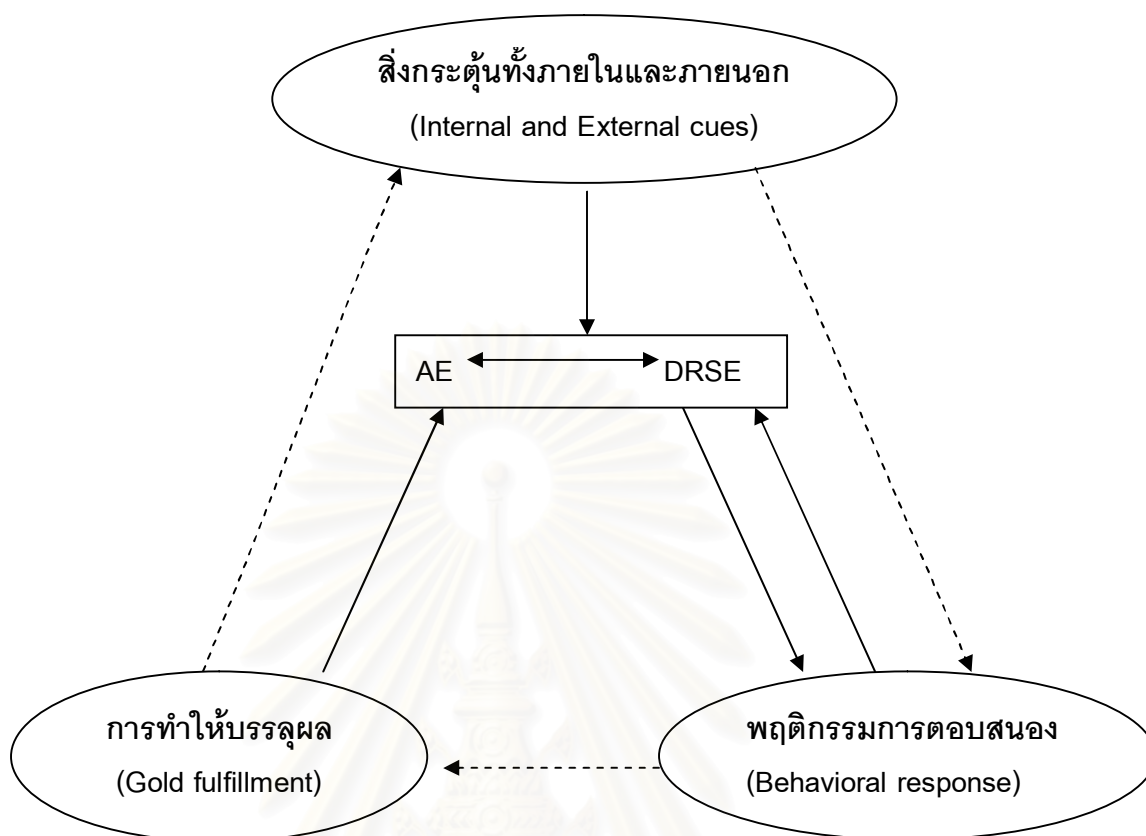 สิ่งกระตุ้นทั้งภายในและภายนอก
(Internal and External cues)
AE DRSE
การทำให้บรรลุผล
(Gold fulfillment)
พฤติกรรมการตอบสนอง
(Behavioral response)